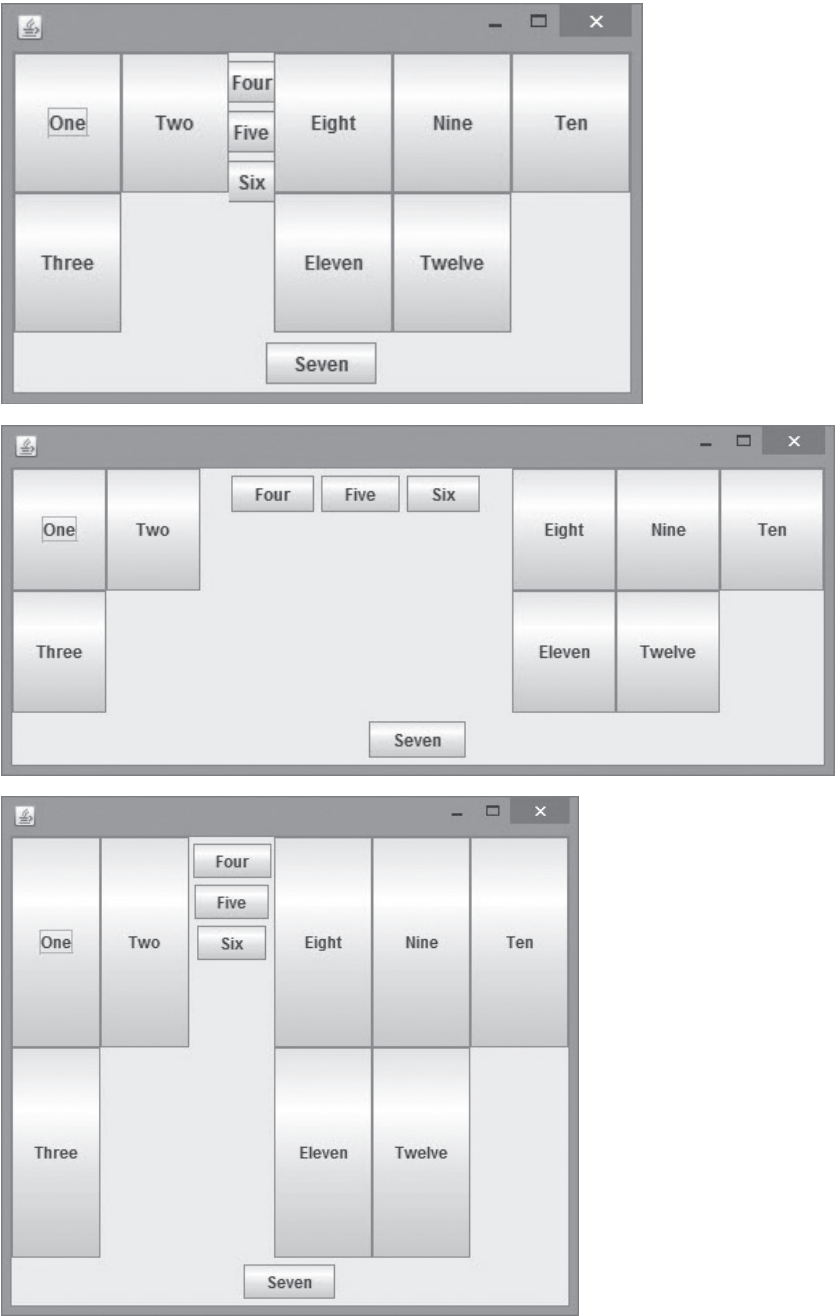 One Two Four Eight Nine Ten
Five
Six
Three Eleven Twelve
Seven
One Two Four Five Six Eight Nine Ten
Three Eleven Twelve
Seven
Four
Five
One Two Six Eight Nine Ten
Three Eleven Twelve
Seven